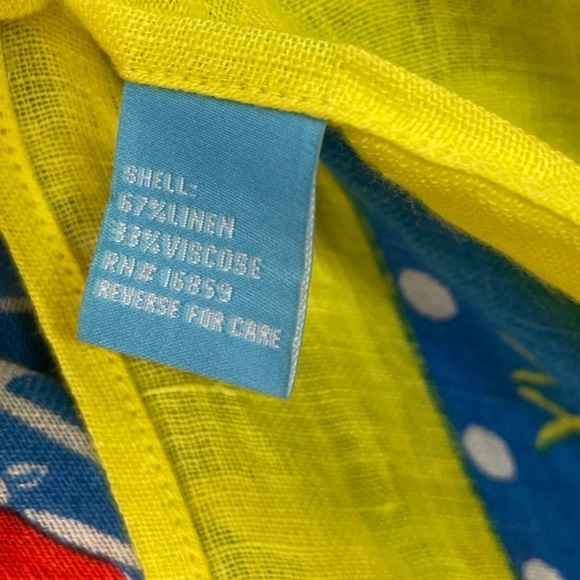 SHELL:
67%LINEN
33%VISCOSE
RN# 16859
REVERSE FOR CARE